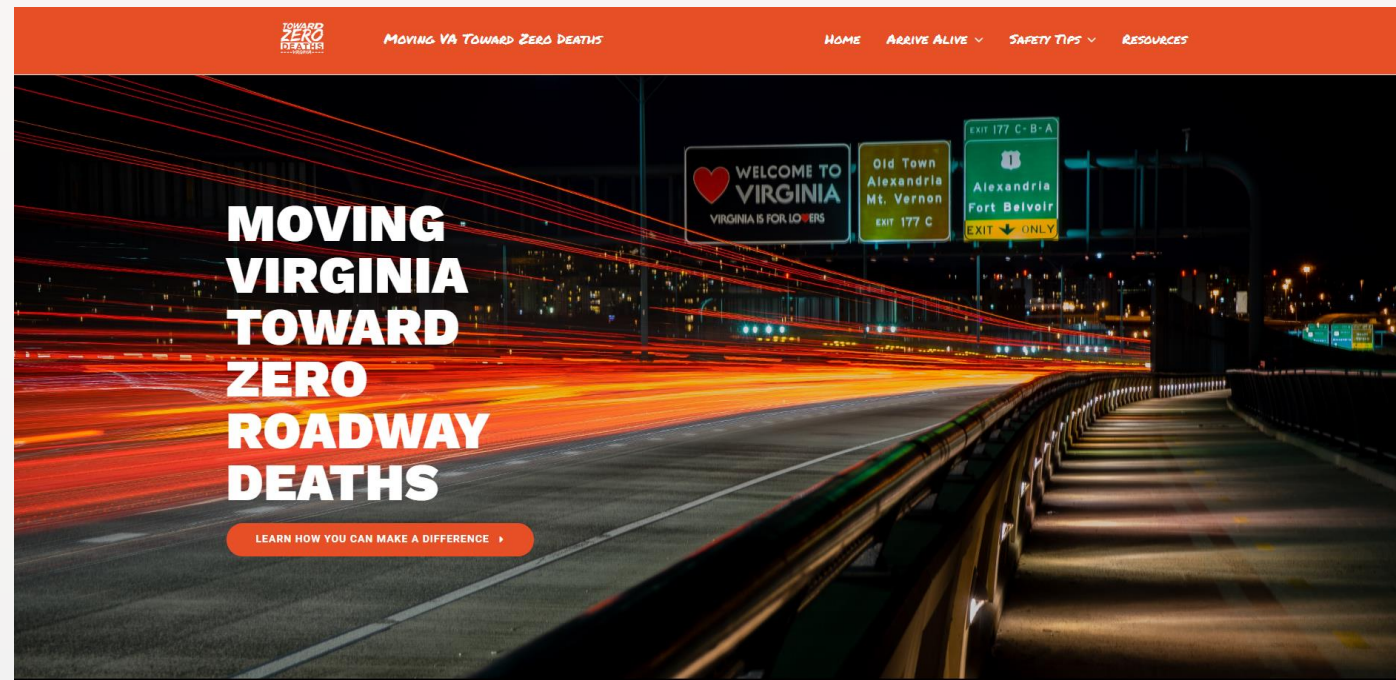 TOWARD
ZERO
DEATHS
VIRGINIA
Moving VA Toward Zero Deaths
Home Arrive Alive Safety Tips Resources
WELCOME TO
VIRGINIA
VIRGINIA IS FOR LOVERS
Old Town
Alexandria
Mt. Vernon
EXIT 177 C
EXIT 177 C-B-A
1
Alexandria
Fort Belvoir
EXIT ONLY
MOVING
VIRGINIA
TOWARD
ZERO
ROADWAY
DEATHS
LEARN HOW YOU CAN MAKE A DIFFERENCE